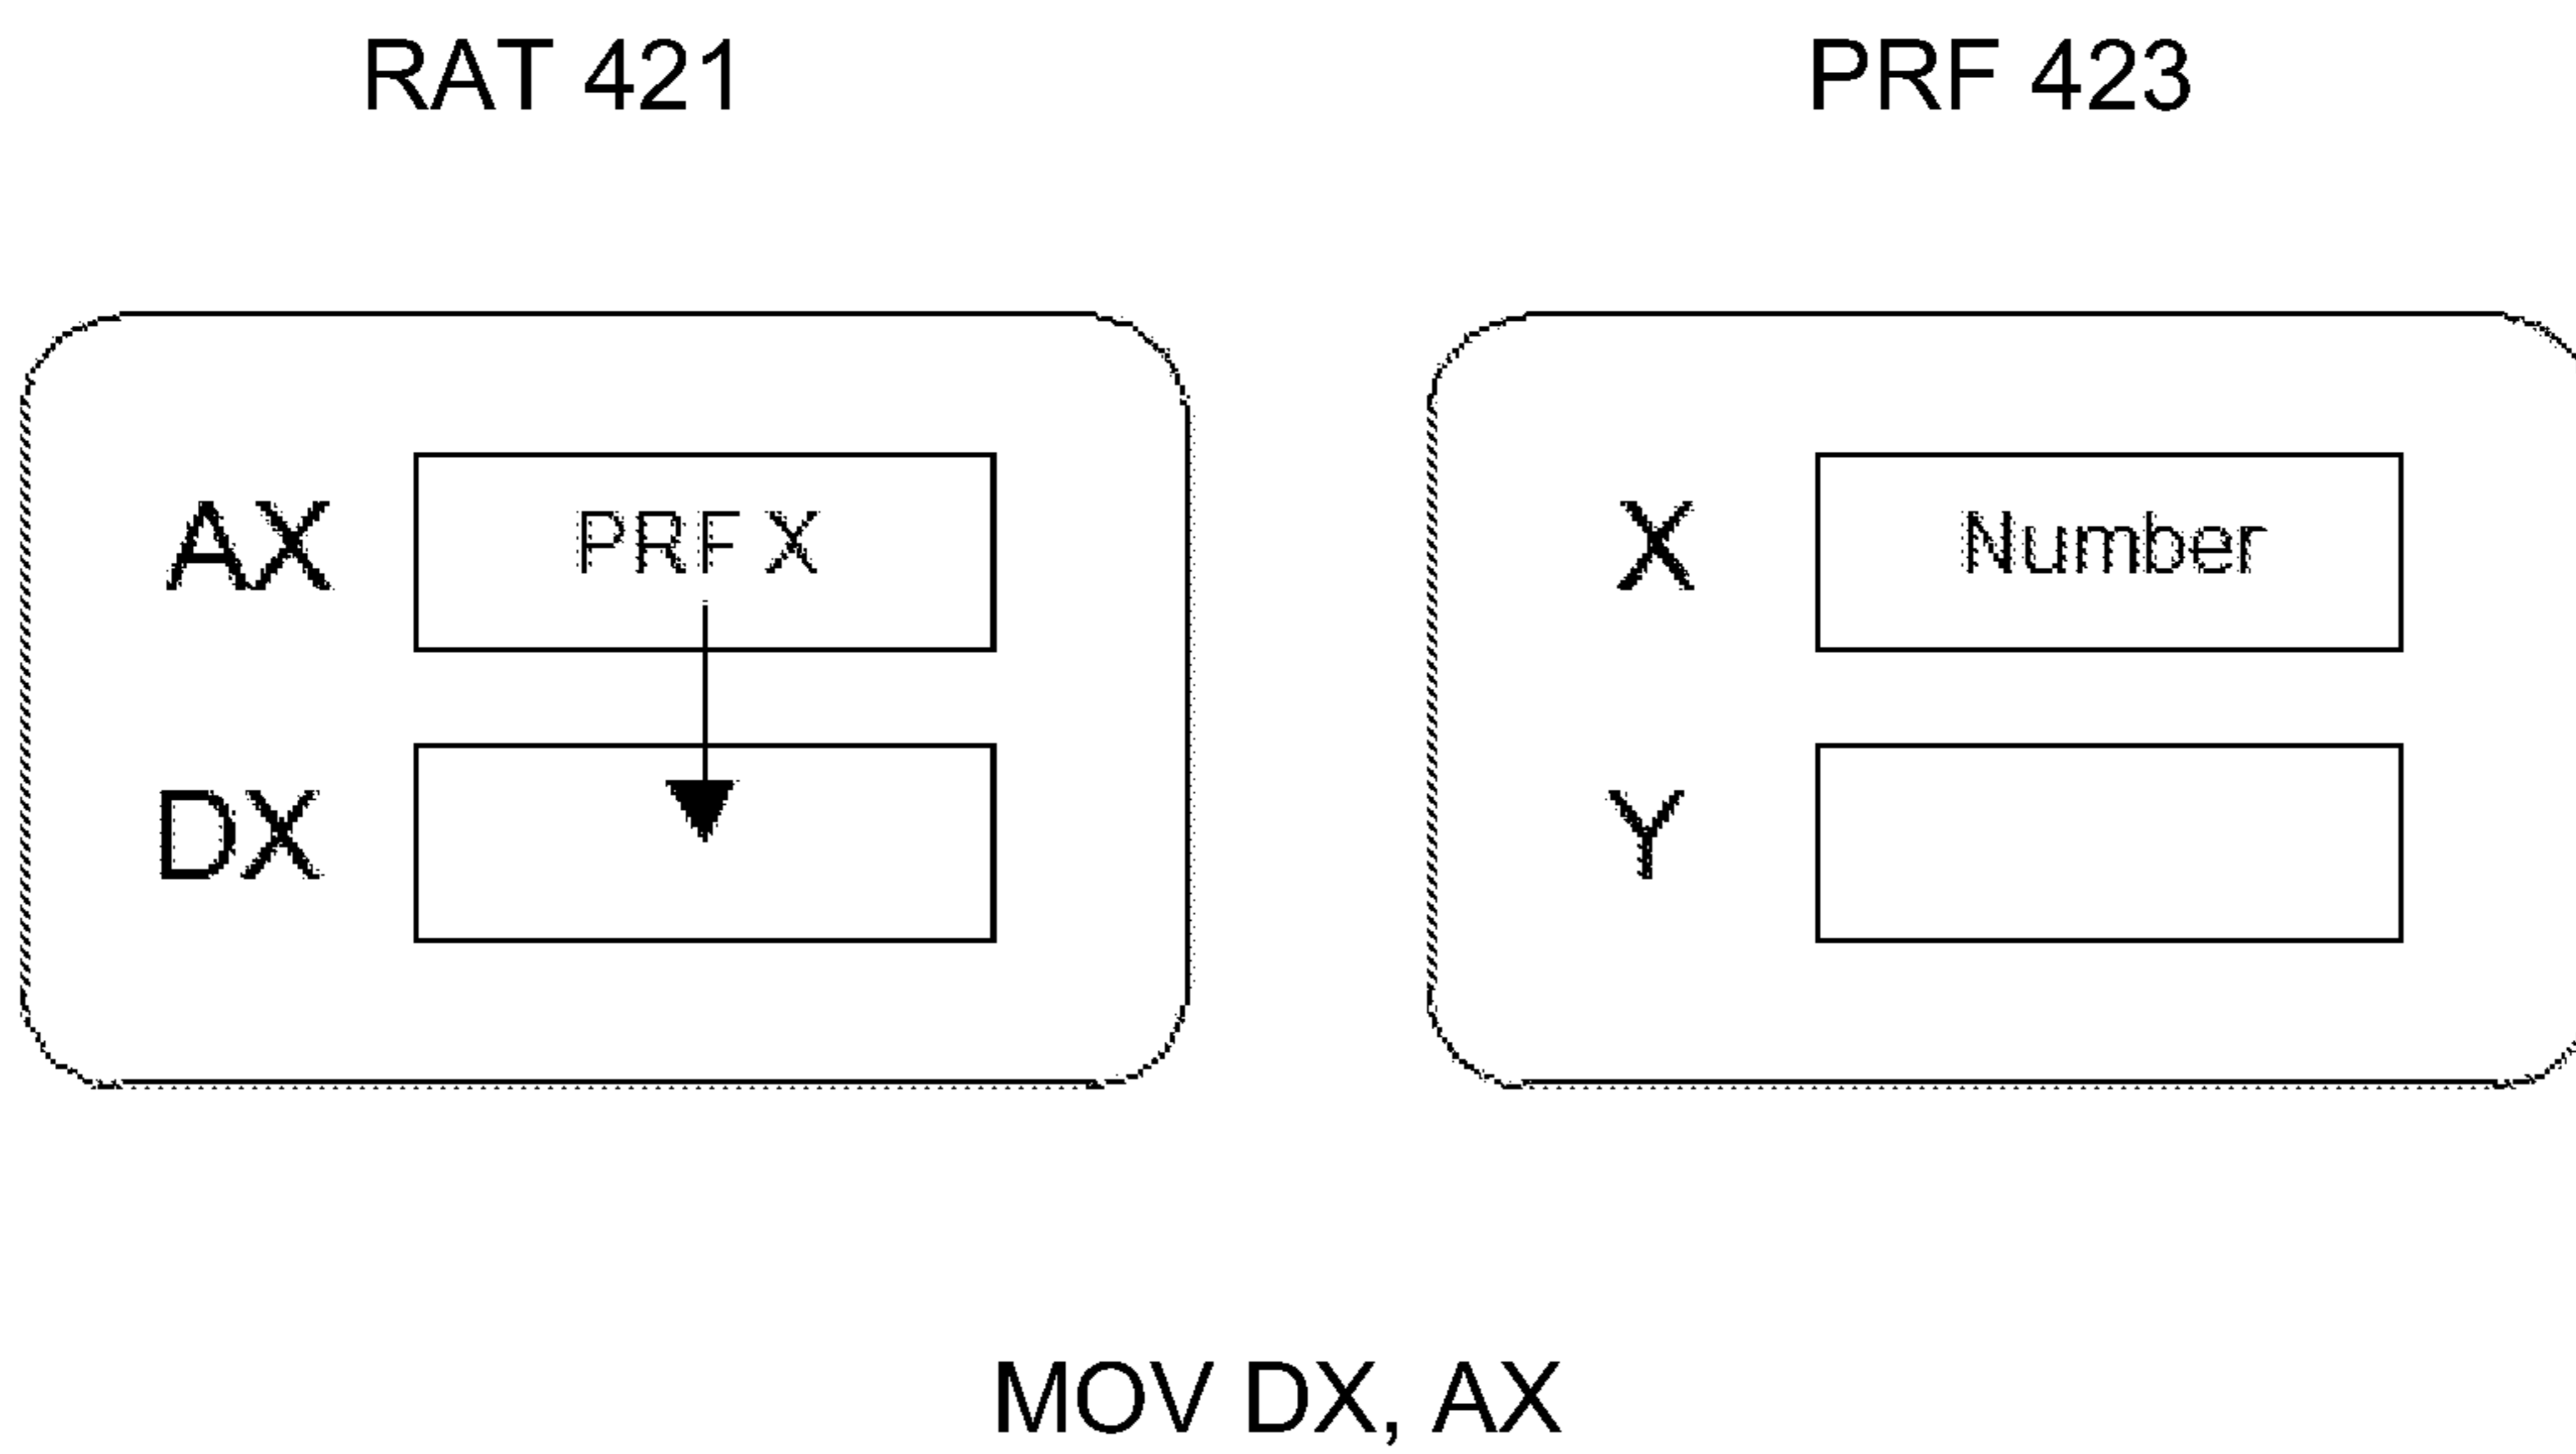 RAT 421
PRF 423
AX
PRF X
X
Number
DX
Y
MOV DX, AX